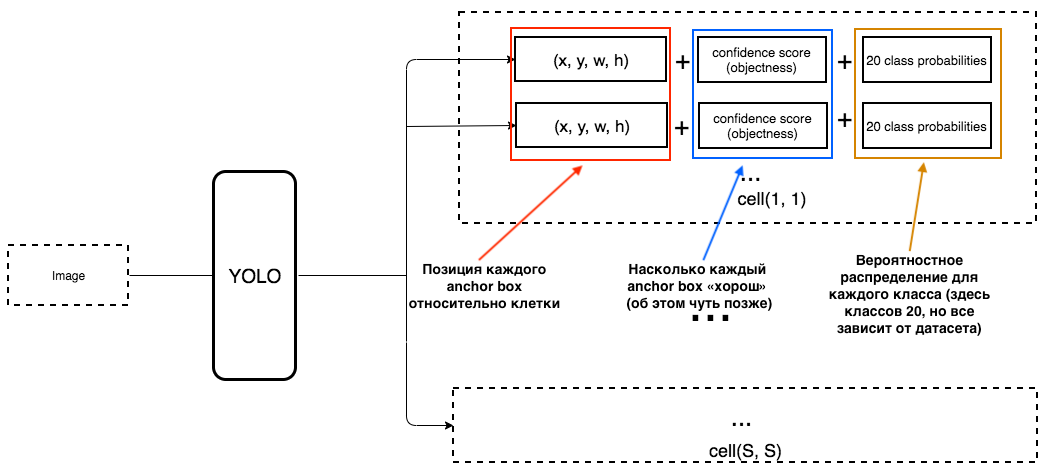 (x, y, w, h)
+
confidence score
(objectness)
+
20 class probabilities
(x, y, w, h)
+
confidence score
(objectness)
+
20 class probabilities
...
cell(1, 1)
Image
YOLO
Позиция каждого
anchor box
относительно клетки
Насколько каждый
anchor box «хорош»
(об этом чуть позже)
...
Вероятностное
распределение для
каждого класса (здесь
классов 20, но все
зависит от датасета)
...
cell(S, S)